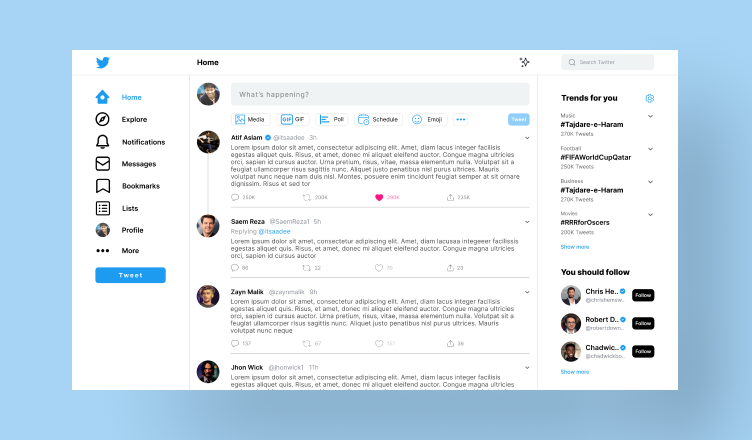 Home
Search Twitter
Home
Explore
Notifications
Messages
Bookmarks
Lists
Profile
More
Tweet
What's happening?
Media
GIF GIF
Poll
Schedule
Emoji
Tweet
Atif Aslam @itsaadee 3h
Lorem ipsum dolor sit amet, consectetur adipiscing elit. Amet, diam lacus integer facilisis
egestas aliquet quis. Risus, et amet, donec mi aliquet eleifend auctor. Congue magna ultricies
orci, sapien id cursus auctor. Urna pretium, risus, vitae, massa elementum nulla. Volutpat sit a
feugiat ullamcorper risus sagittis nunc. Aliquet justo penatibus nisl purus ultrices. Mauris
volutpat nunc neque nam duis nisl. Montes, posuere enim tincidunt feugiat semper at sit ornare
dignissim. Risus et sed tor
250K 200K 290K 235K
Saem Reza @SaemReza1 5h
Replying @itsaadee
Lorem ipsum dolor sit amet, consectetur adipiscing elit. Amet, diam lacusaa integeeer facilissis
egestas aliquet quis. Risus, et amet, donec mi aliquet eleifend auctor. Congue magna ultricies
orci, sapien id cursus auctor
86 22 75 23
Zayn Malik @zaynmalik 9h
Lorem ipsum dolor sit amet, consectetur adipiscing elit. Amet, diam lacus integer facilisis
egestas aliquet quis. Risus, et amet, donec mi aliquet eleifend auctor. Congue magna ultricies
orci, sapien id cursus auctor. Urna pretium, risus, vitae, massa elementum nulla. Volutpat sit a
feugiat ullamcorper risus sagittis nunc. Aliquet justo penatibus nisl purus ultrices. Mauris
volutpat nunc neque
137 97 38
Jhon Wick @jhonwick1 11h
Lorem ipsum dolor sit amet, consectetur adipiscing elit. Amet, diam lacus integer facilisis
egestas aliquet quis. Risus, et amet, donec mi aliquet eleifend auctor. Congue magna ultricies
Trends for you
Music
#Tajdare-e-Haram
270K Tweets
Football
#FIFAWorldCupQatar
250K Tweets
Business
#Tajdare-e-Haram
270K Tweets
Movies
#RRRforOscers
200K Tweets
Show more
You should follow
Chris He..
@chrishemsw..
Follow
Robert D..
@robertdown..
Follow
Chadwic..
@chadwickbo..
Follow
Show more